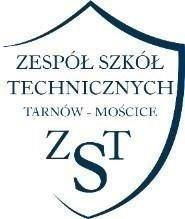 ZESPÓŁ SZKÓŁ
TECHNICZNYCH
TARNÓW - MOŚCICE
ZST